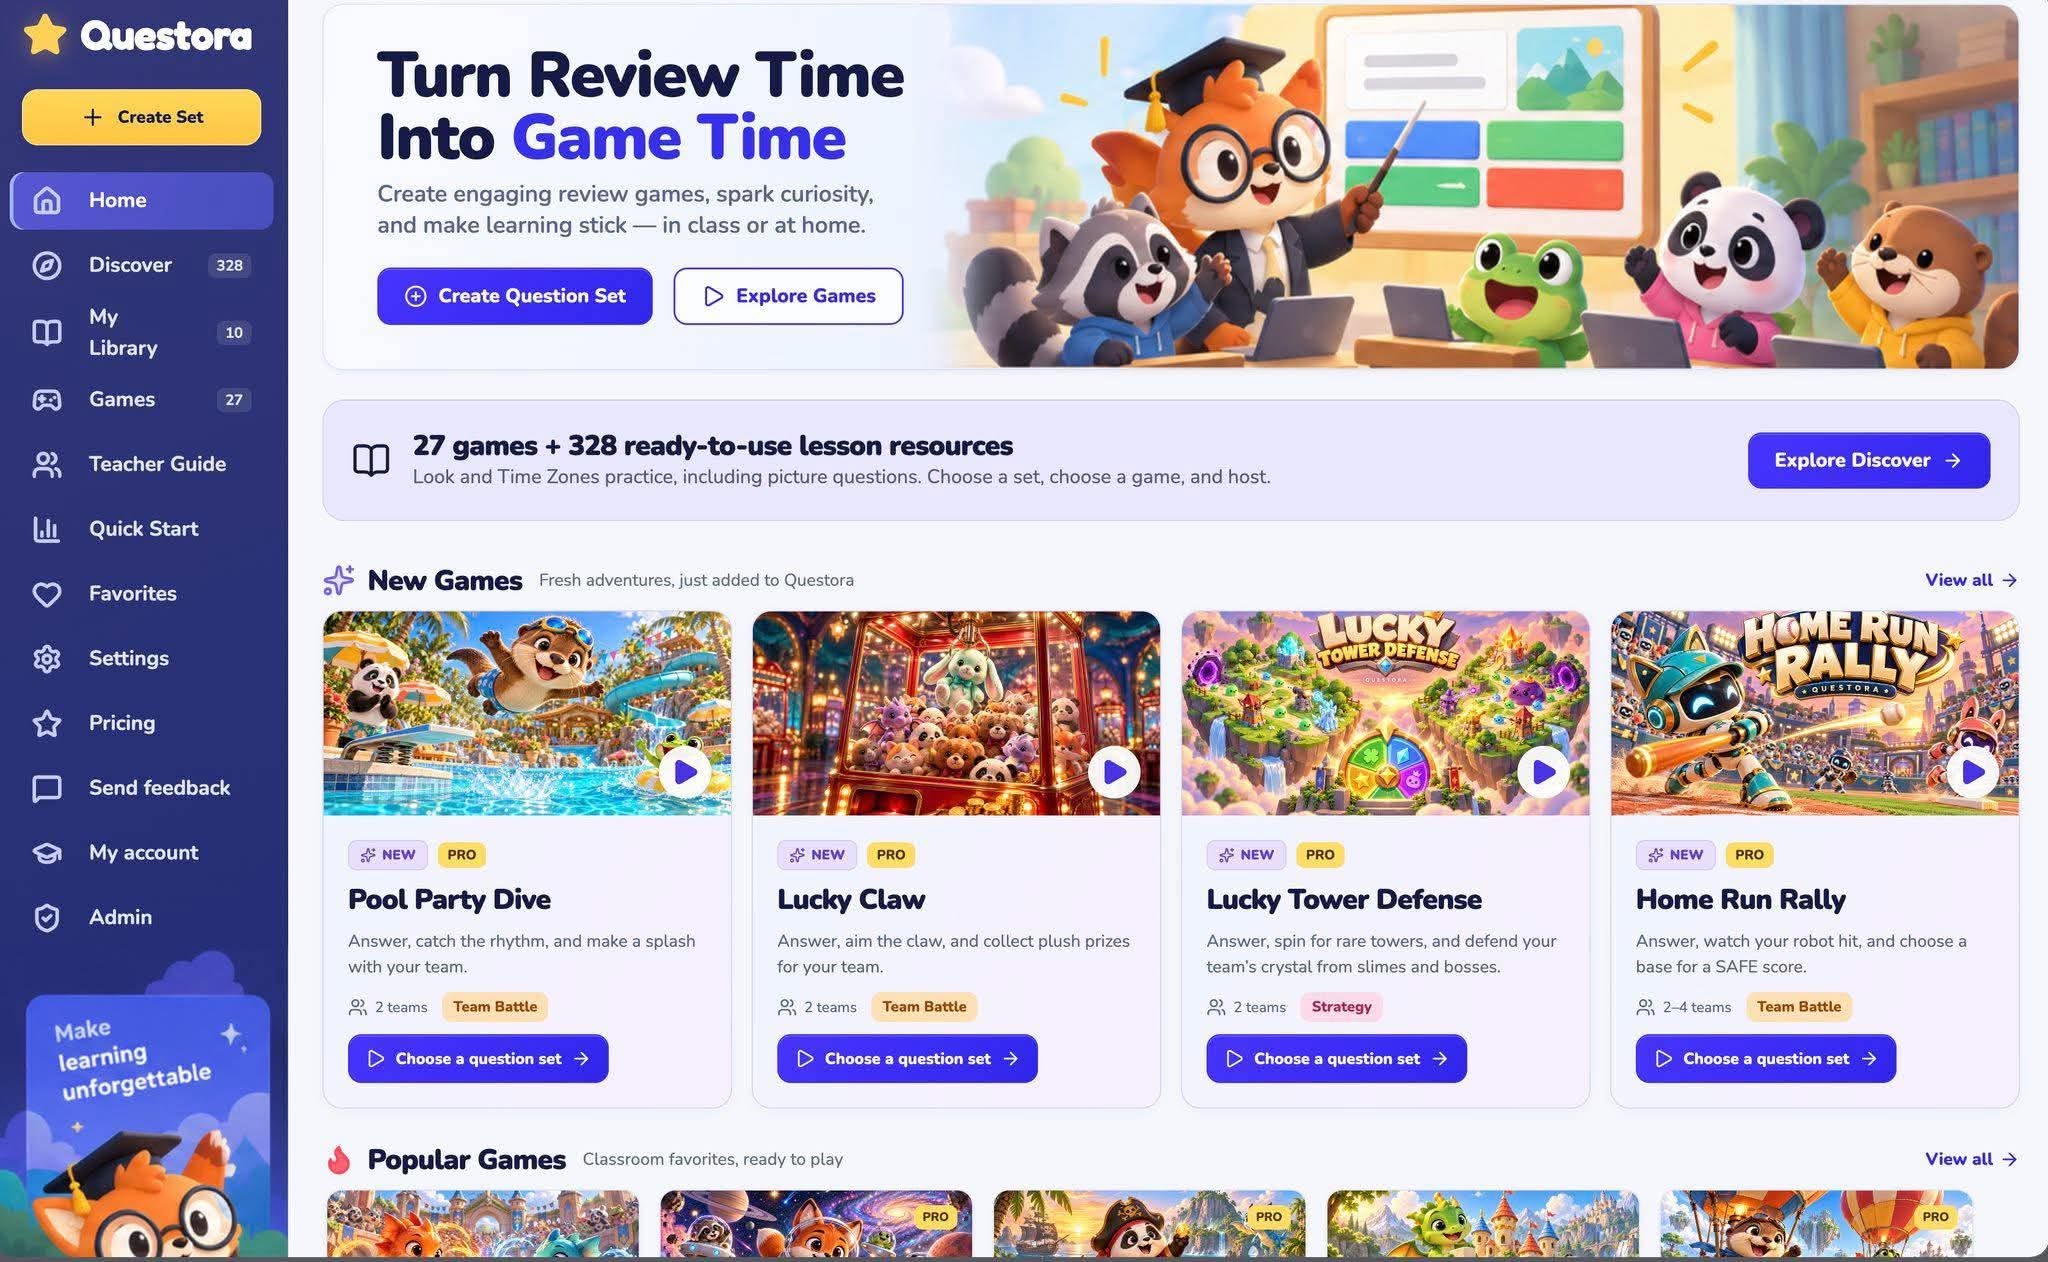 Questora
Create Set
Home
Discover 328
My
Library 10
Games 27
Teacher Guide
Quick Start
Favorites
Settings
Pricing
Send feedback
My account
Admin
Make
learning
unforgettable
Turn Review Time
Into Game Time
Create engaging review games, spark curiosity,
and make learning stick — in class or at home.
Create Question Set
Explore Games
27 games + 328 ready-to-use lesson resources
Look and Time Zones practice, including picture questions. Choose a set, choose a game, and host.
Explore Discover →
New Games Fresh adventures, just added to Questora
View all →
NEW PRO
Pool Party Dive
Answer, catch the rhythm, and make a splash
with your team.
2 teams Team Battle
Choose a question set →
NEW PRO
Lucky Claw
Answer, aim the claw, and collect plush prizes
for your team.
2 teams Team Battle
Choose a question set →
LUCKY
TOWER DEFENSE
QUESTORA
NEW PRO
Lucky Tower Defense
Answer, spin for rare towers, and defend your
team's crystal from slimes and bosses.
2 teams Strategy
Choose a question set →
HOME RUN
RALLY
QUESTORA
NEW PRO
Home Run Rally
Answer, watch your robot hit, and choose a
base for a SAFE score.
2–4 teams Team Battle
Choose a question set →
Popular Games Classroom favorites, ready to play
View all →
PRO
PRO
PRO